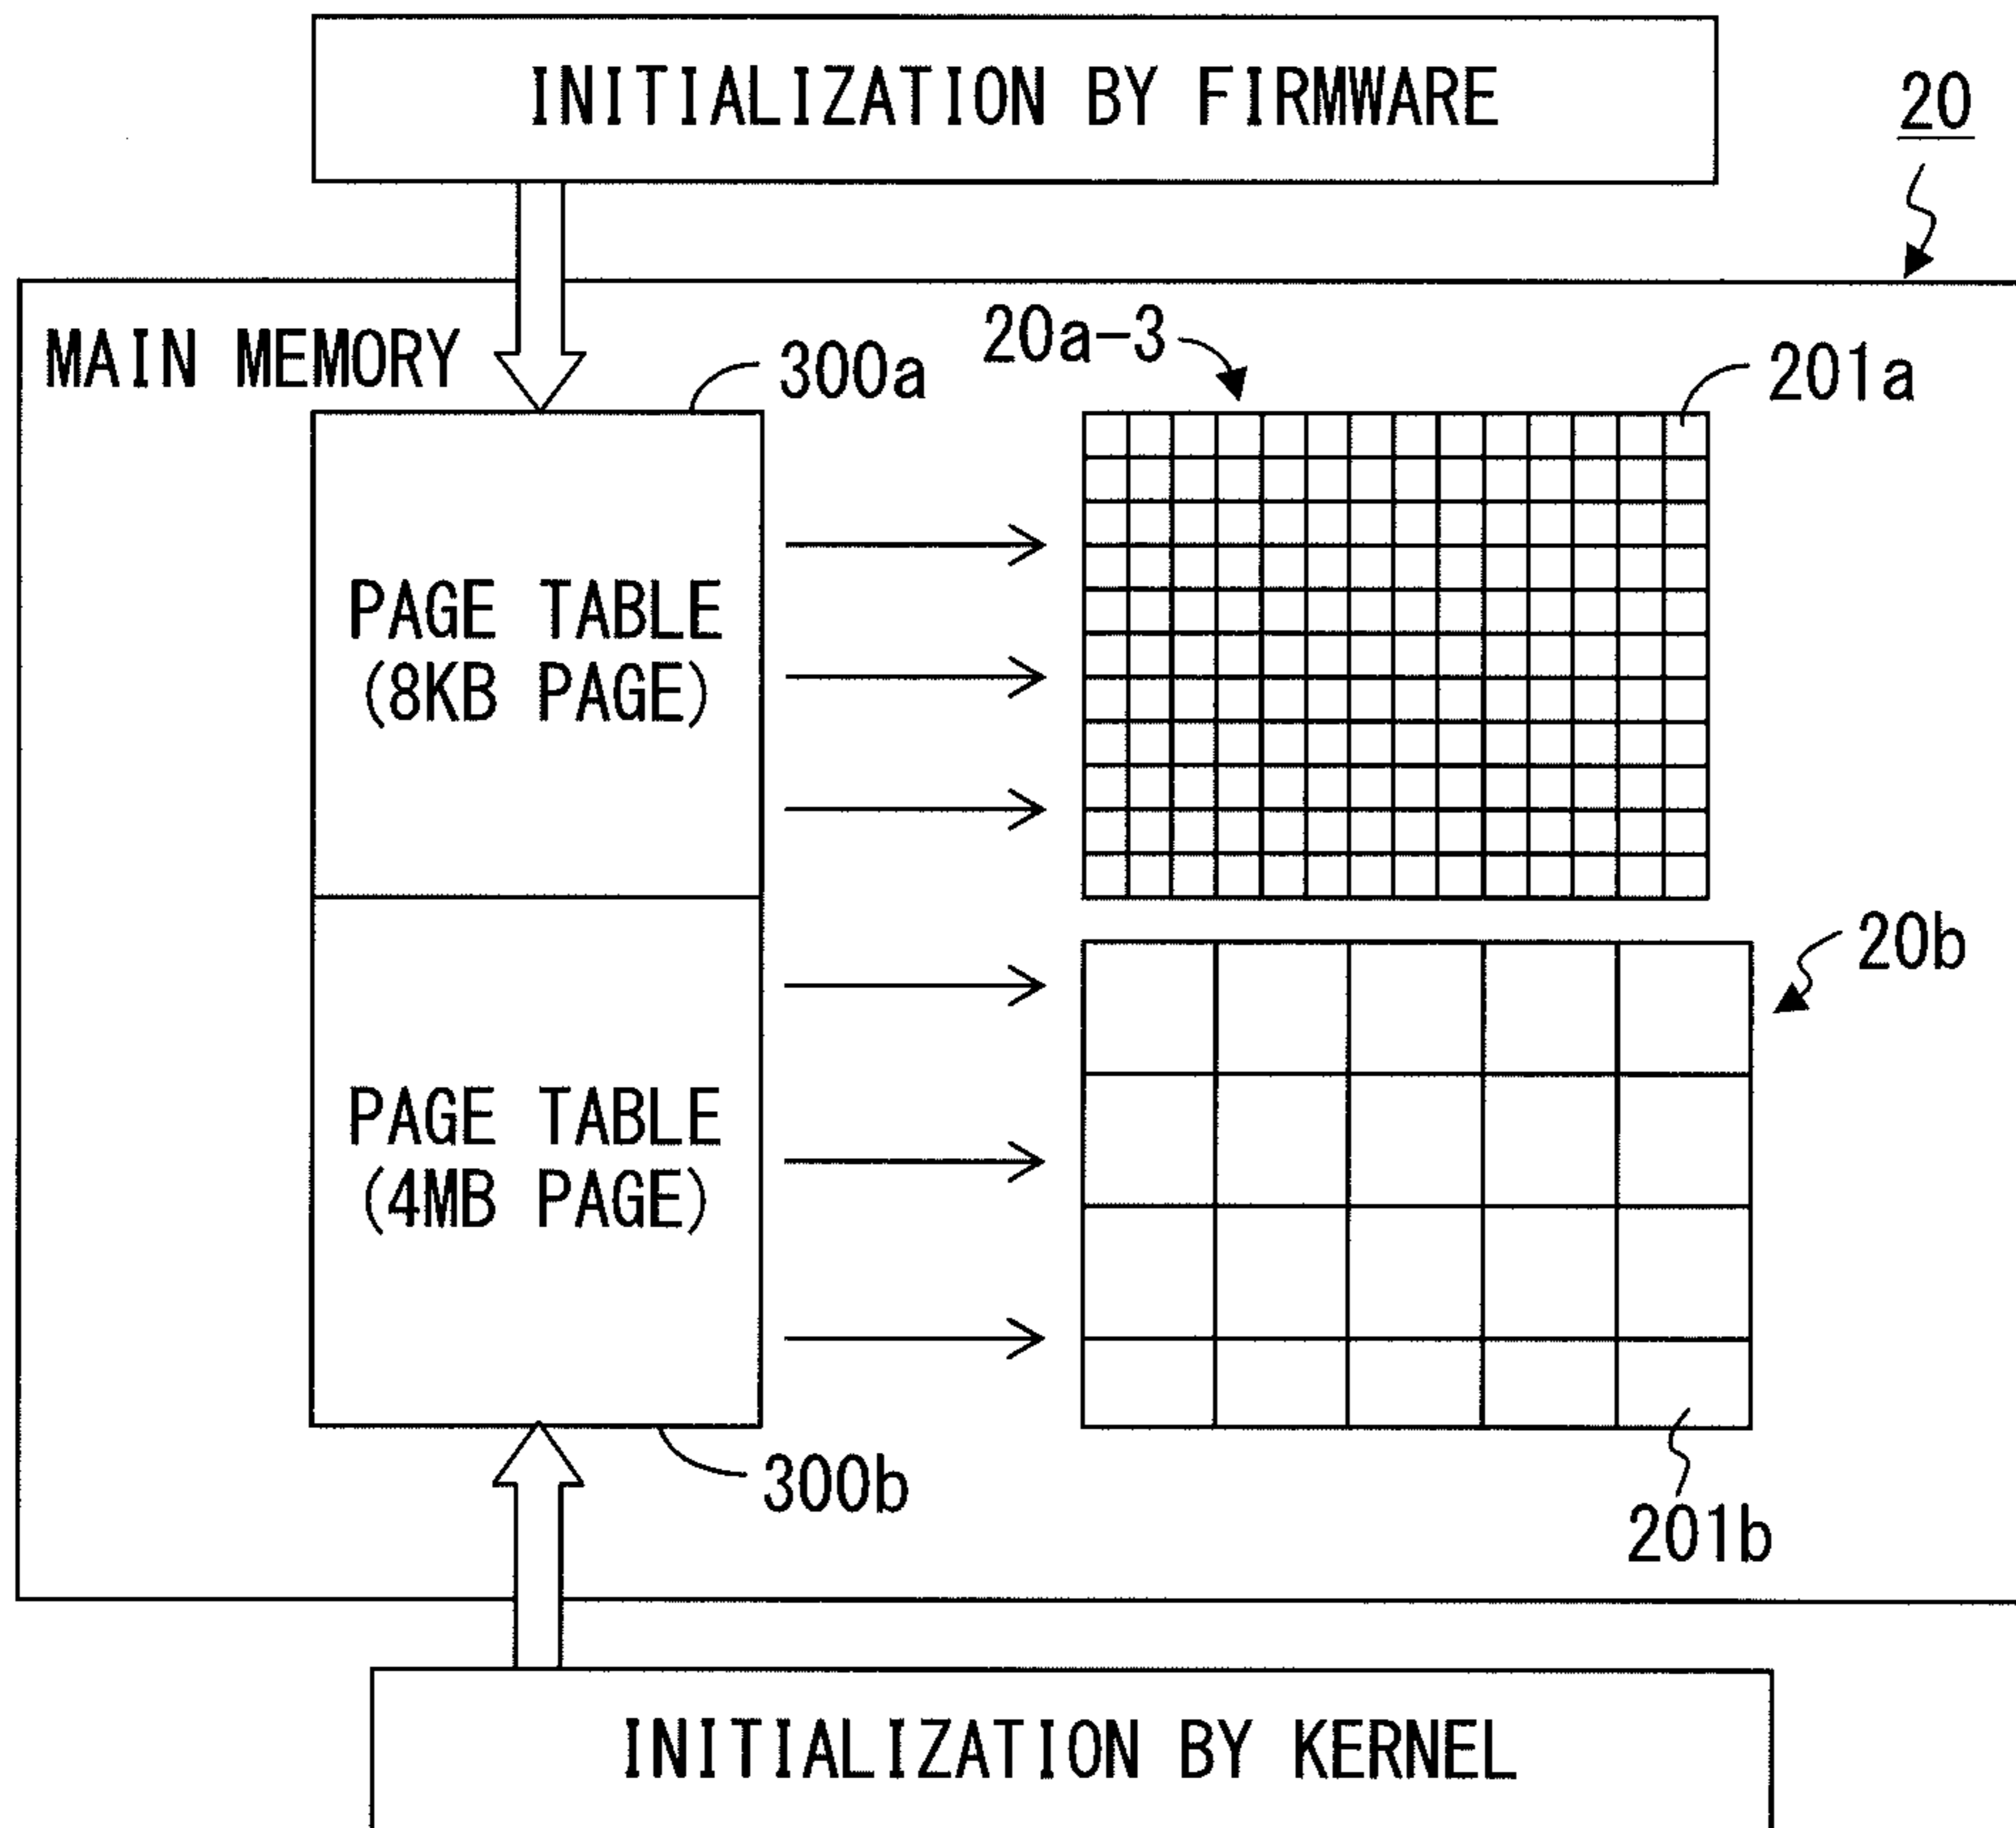 INITIALIZATION BY FIRMWARE
20
MAIN MEMORY
300a
20a-3
201a
PAGE TABLE
(8KB PAGE)
20b
PAGE TABLE
(4MB PAGE)
300b
201b
INITIALIZATION BY KERNEL